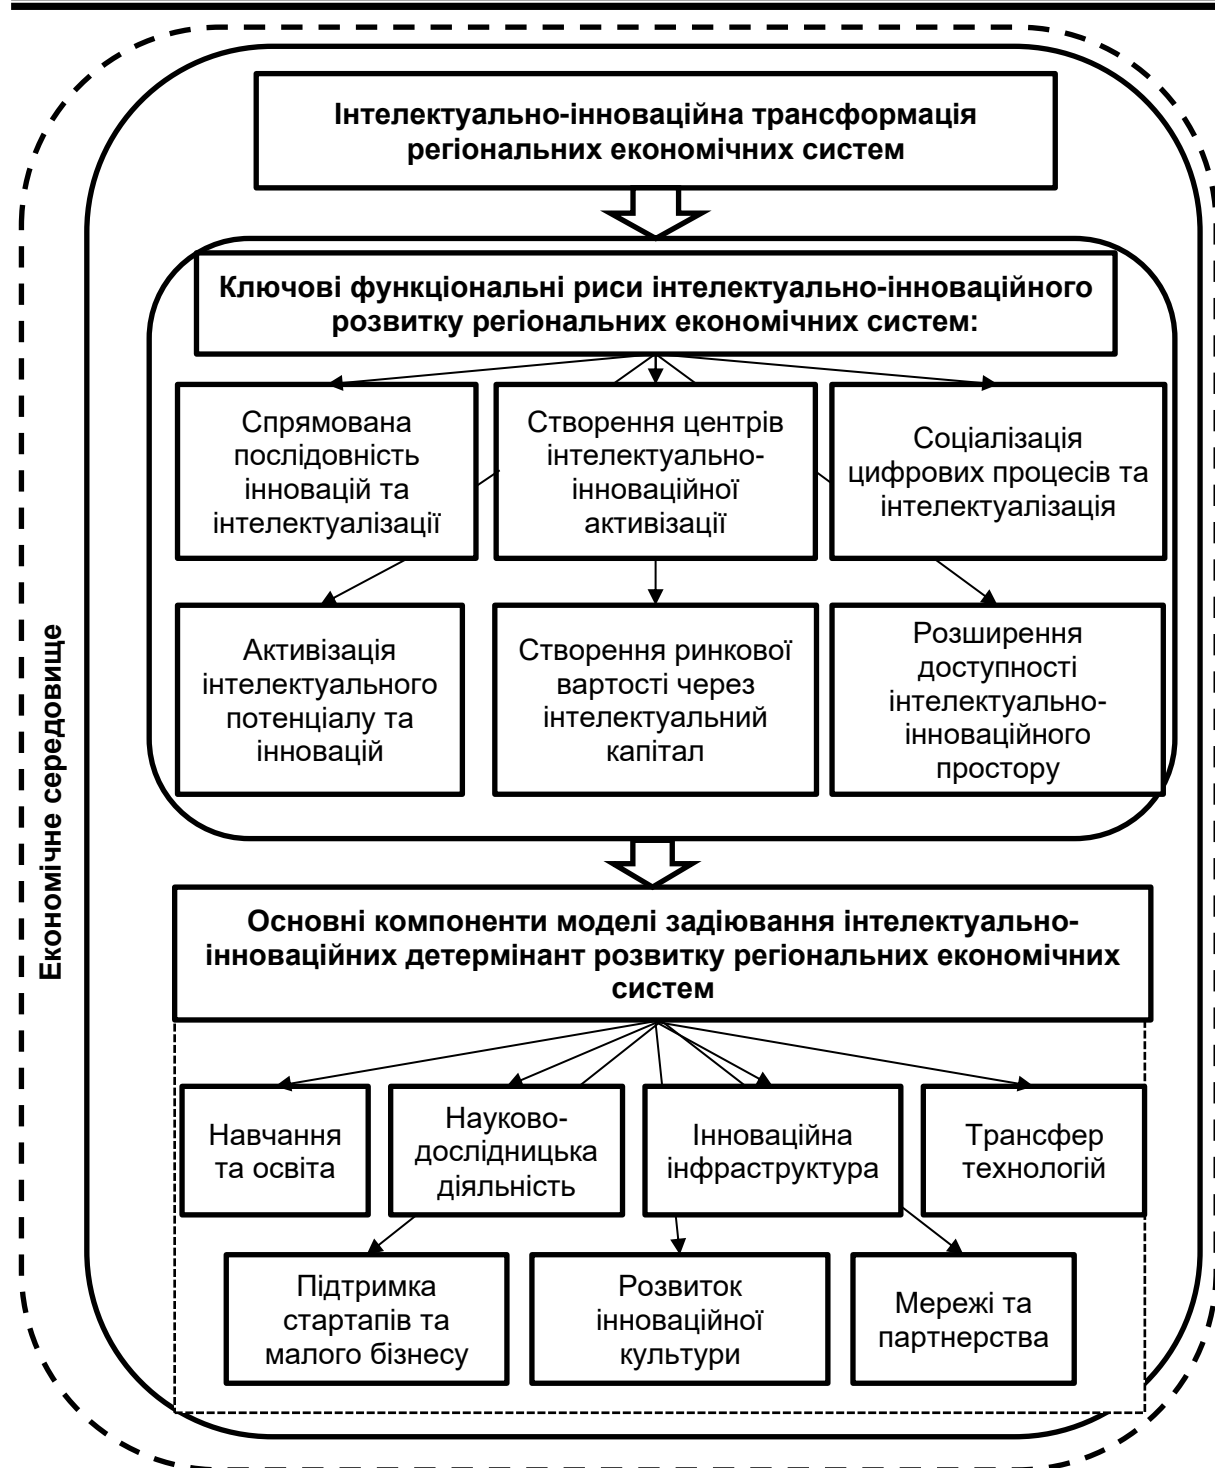 Інтелектуально-інноваційна трансформація
регіональних економічних систем
Ключові функціональні риси інтелектуально-інноваційного
розвитку регіональних економічних систем:
Спрямована
послідовність
інновацій та
інтелектуалізації
Створення центрів
інтелектуально-
інноваційної
активізації
Соціалізація
цифрових процесів та
інтелектуалізація
Активізація
інтелектуального
потенціалу та
інновацій
Створення ринкової
вартості через
інтелектуальний
капітал
Розширення
доступності
інтелектуально-
інноваційного
простору
Економічне середовище
Основні компоненти моделі задіювання інтелектуально-
інноваційних детермінант розвитку регіональних економічних
систем
Навчання
та освіта
Науково-
дослідницька
діяльність
Інноваційна
інфраструктура
Трансфер
технологій
Підтримка
стартапів та
малого бізнесу
Розвиток
інноваційної
культури
Мережі та
партнерства